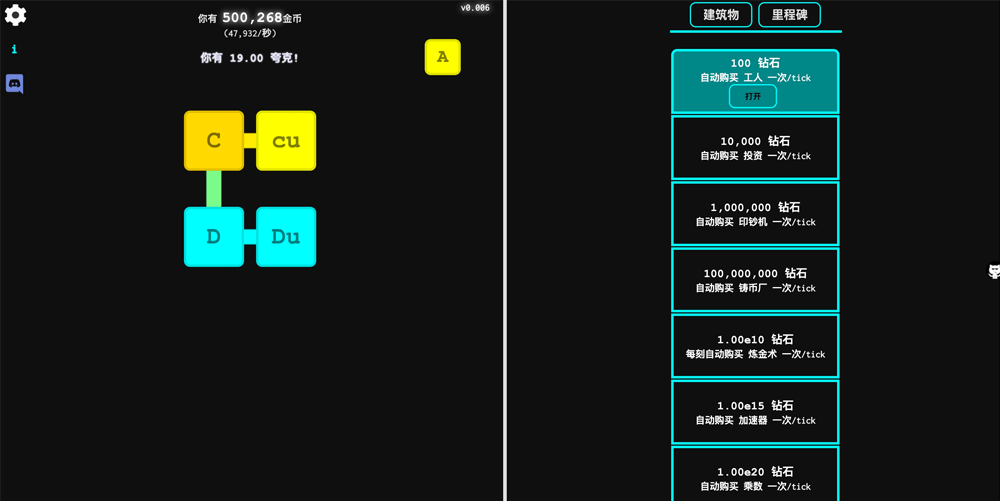 你有 500,268金币
(47,932/秒)
你有 19.00 夸克!
v0.006
i
A
C
cu
D
Du
建筑物
里程碑
100 钻石
自动购买 工人 一次/tick
打开
10,000 钻石
自动购买 投资 一次/tick
1,000,000 钻石
自动购买 印钞机 一次/tick
100,000,000 钻石
自动购买 铸币厂 一次/tick
1.00e10 钻石
每刻自动购买 炼金术 一次/tick
1.00e15 钻石
自动购买 加速器 一次/tick
1.00e20 钻石
自动购买 乘数 一次/tick